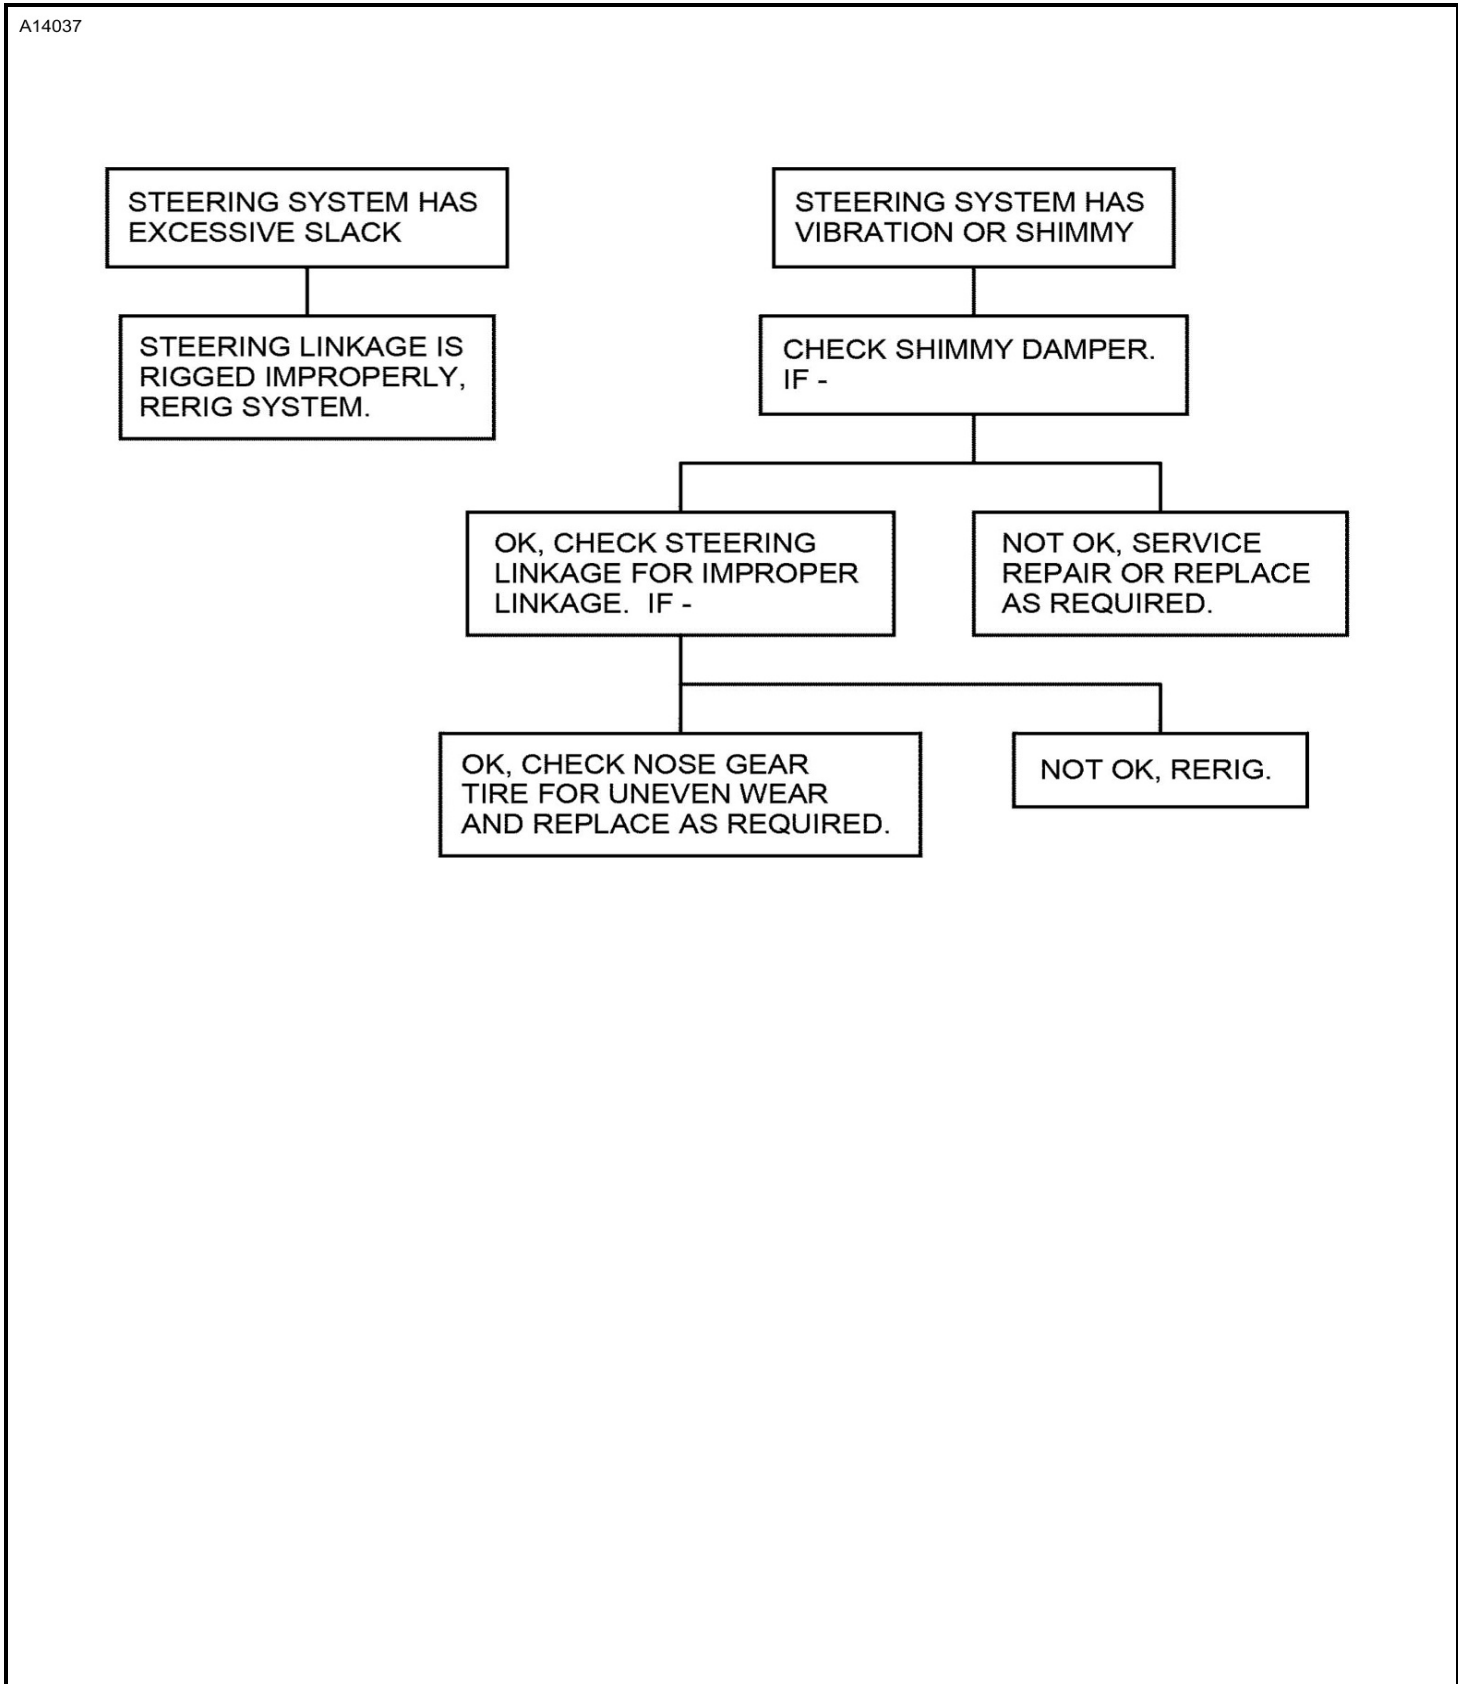 A14037
STEERING SYSTEM HAS
EXCESSIVE SLACK
STEERING LINKAGE IS
RIGGED IMPROPERLY,
RERIG SYSTEM.
STEERING SYSTEM HAS
VIBRATION OR SHIMMY
CHECK SHIMMY DAMPER.
IF -
OK, CHECK STEERING
LINKAGE FOR IMPROPER
LINKAGE.  IF -
NOT OK, SERVICE
REPAIR OR REPLACE
AS REQUIRED.
OK, CHECK NOSE GEAR
TIRE FOR UNEVEN WEAR
AND REPLACE AS REQUIRED.
NOT OK, RERIG.